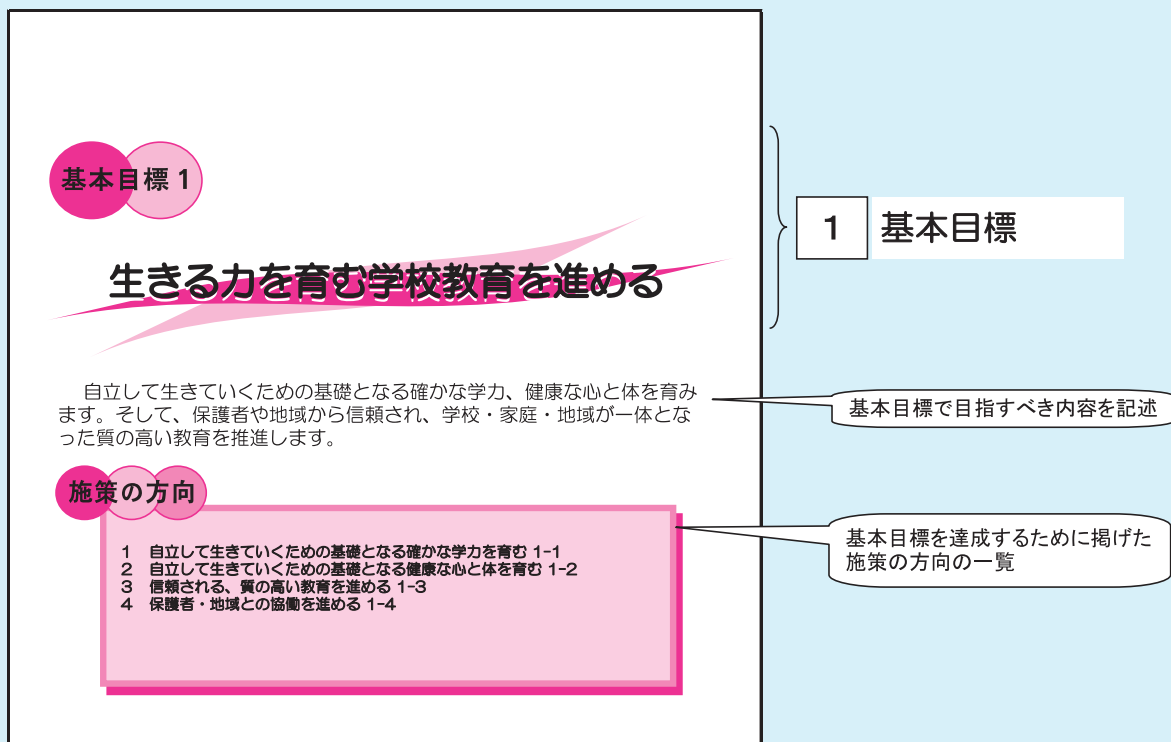 基本目標 1
1 基本目標
生きる力を育む学校教育を進める
自立して生きていくための基礎となる確かな学力、健康な心と体を育み
ます。そして、保護者や地域から信頼され、学校・家庭・地域が一体とな
った質の高い教育を推進します。
基本目標で目指すべき内容を記述
施策の方向
1 自立して生きていくための基礎となる確かな学力を育む 1-1
2 自立して生きていくための基礎となる健康な心と体を育む 1-2
3 信頼される、質の高い教育を進める 1-3
4 保護者・地域との協働を進める 1-4
基本目標を達成するために掲げた
施策の方向の一覧